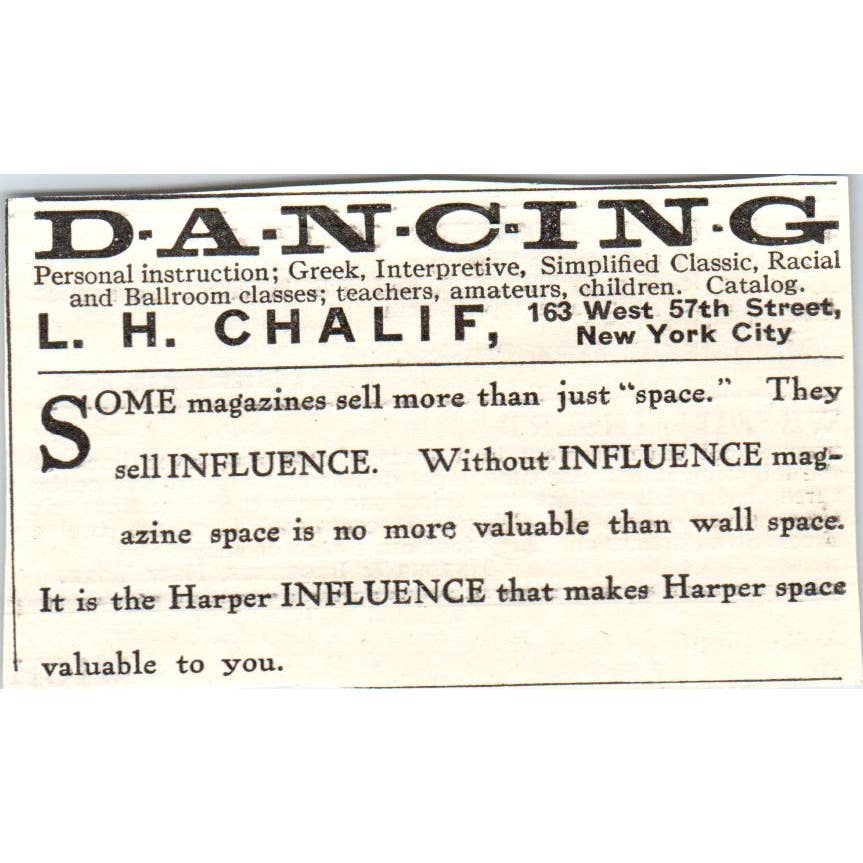 D·A·N·C·I·N·G
Personal instruction; Greek, Interpretive, Simplified Classic, Racial
and Ballroom classes; teachers, amateurs, children. Catalog.
L. H. CHALIF, 163 West 57th Street,
New York City
SOME magazines sell more than just “space.” They
sell INFLUENCE. Without INFLUENCE mag-
azine space is no more valuable than wall space.
It is the Harper INFLUENCE that makes Harper space
valuable to you.